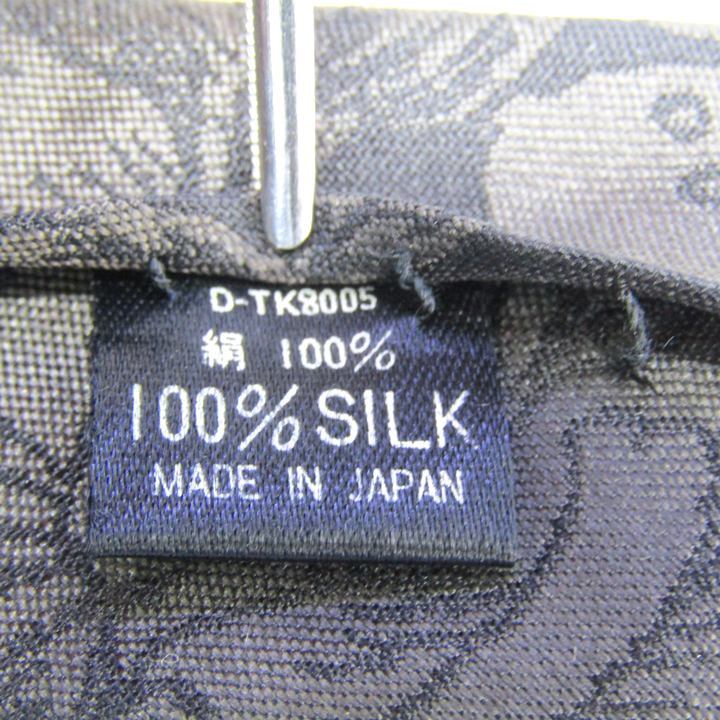 D-TK8005
絹 100%
100% SILK
MADE IN JAPAN